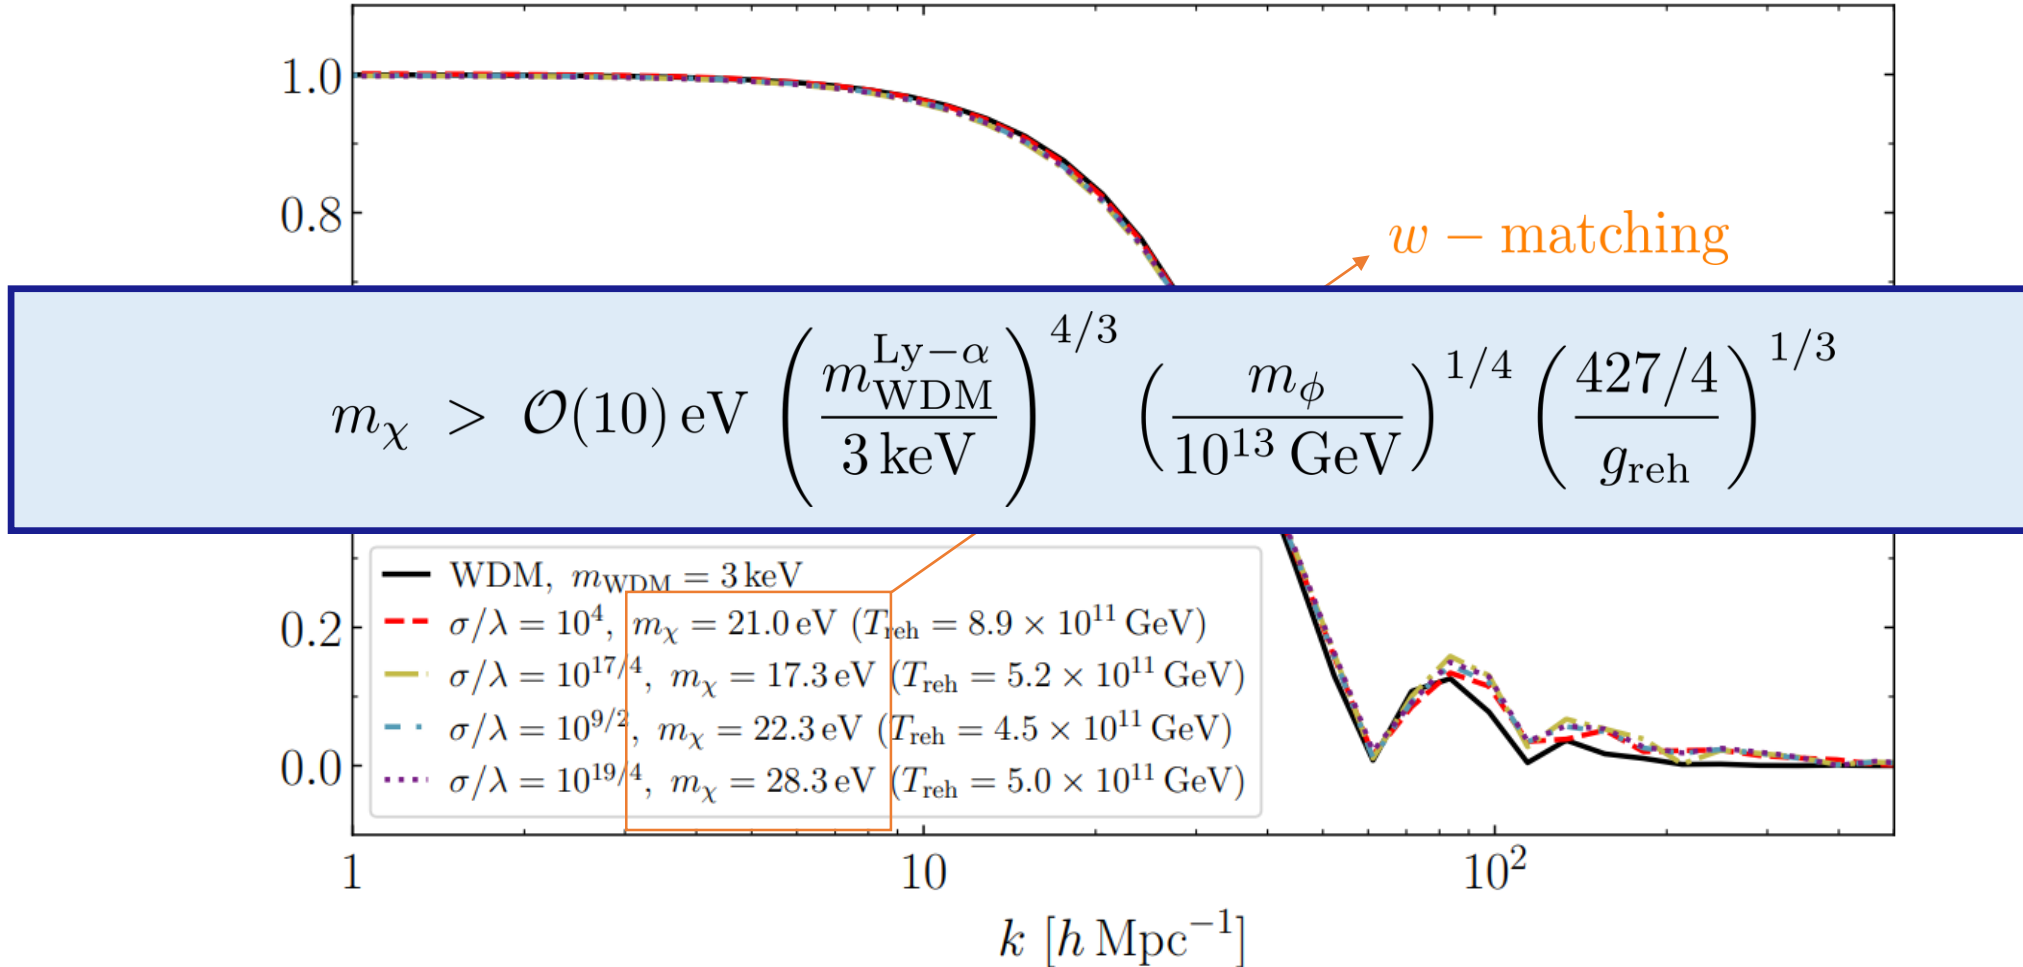 1.0
0.8
w − matching
m_χ > 𝒪(10) eV (m_WDM^Ly−α / 3 keV)^4/3 (m_ϕ / 10^13 GeV)^1/4 (427/4 / g_reh)^1/3
WDM, m_WDM = 3 keV
σ/λ = 10^4, m_χ = 21.0 eV (T_reh = 8.9 × 10^11 GeV)
0.2
σ/λ = 10^17/4, m_χ = 17.3 eV (T_reh = 5.2 × 10^11 GeV)
σ/λ = 10^9/2, m_χ = 22.3 eV (T_reh = 4.5 × 10^11 GeV)
0.0
σ/λ = 10^19/4, m_χ = 28.3 eV (T_reh = 5.0 × 10^11 GeV)
1 10 10^2
k [h Mpc^−1]